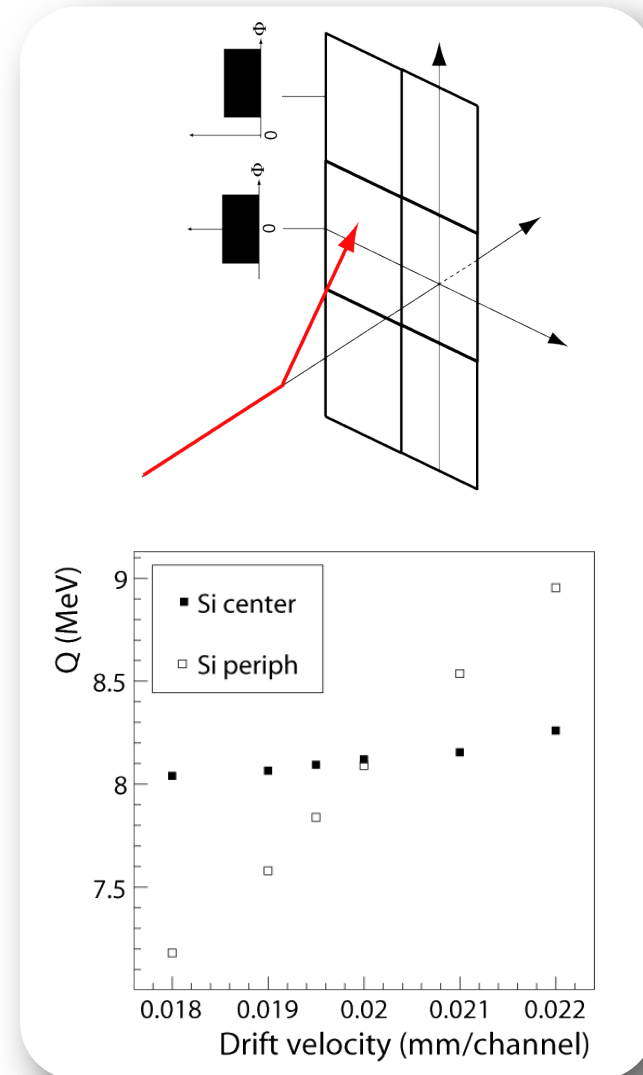 Φ
0
Φ
0
Q (MeV)
9
8.5
8
7.5
Si center
Si periph
0.018 0.019 0.02 0.021 0.022
Drift velocity (mm/channel)